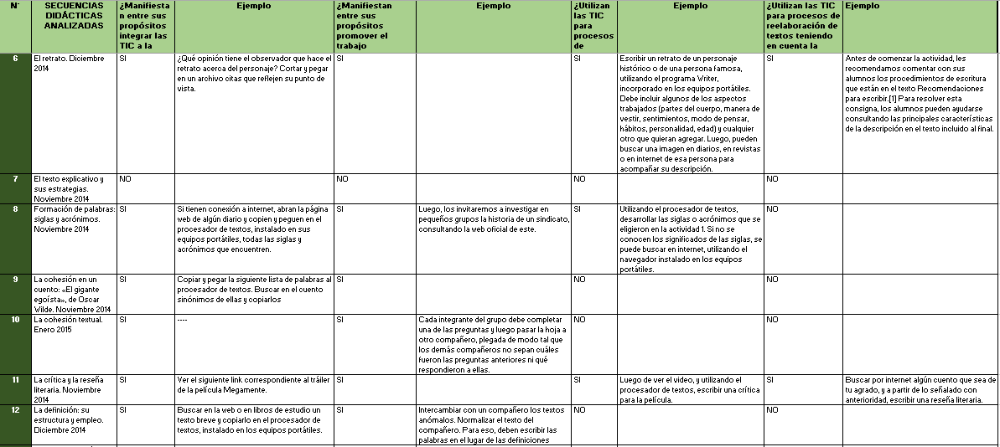 N° SECUENCIAS DIDÁCTICAS ANALIZADAS
¿Manifiesta
n entre sus
propósitos
integrar las
TIC a la
Ejemplo
¿Manifiestan
entre sus
propósitos
promover el
trabajo
Ejemplo
¿Utilizan
las TIC
para
procesos
de
Ejemplo
¿Utilizan las TIC
para procesos de
reelaboración de
textos teniendo
en cuenta la
Ejemplo
6
El retrato. Diciembre
2014
SI
¿Qué opinión tiene el observador que hace el
retrato acerca del personaje? Cortar y pegar
en un archivo citas que reflejen su punto de
vista.
SI
SI
Escribir un retrato de un personaje
histórico o de una persona famosa,
utilizando el programa Writer,
incorporado en los equipos portátiles.
Debe incluir algunos de los aspectos
trabajados (partes del cuerpo, manera de
vestir, sentimientos, modo de pensar,
hábitos, personalidad, edad) y cualquier
otro que quieran agregar. Luego, pueden
buscar una imagen en diarios, en revistas
o en internet de esa persona para
acompañar su descripción.
SI
Antes de comenzar la actividad, les
recomendamos comentar con sus
alumnos los procedimientos de escritura
que están en el texto Recomendaciones
para escribir.[1] Para resolver esta
consigna, los alumnos pueden ayudarse
consultando las principales características
de la descripción en el texto incluido al final.
7
El texto explicativo y
sus estrategias.
Noviembre 2014
NO
NO
NO
NO
8
Formación de palabras:
siglas y acrónimos.
Noviembre 2014
SI
Si tienen conexión a internet, abran la página
web de algún diario y copien y peguen en el
procesador de textos, instalado en sus
equipos portátiles, todas las siglas y
acrónimos que encuentren.
SI
Luego, los invitaremos a investigar en
pequeños grupos la historia de un sindicato,
consultando la web oficial de este.
SI
Utilizando el procesador de textos,
desarrollar las siglas o acrónimos que se
eligieron en la actividad 1. Si no se
conocen los significados de las siglas, se
puede buscar en internet, utilizando el
navegador instalado en los equipos
portátiles.
NO
9
La cohesión en un
cuento: «El gigante
egoísta», de Oscar
Wilde. Noviembre 2014
SI
Copiar y pegar la siguiente lista de palabras al
procesador de textos. Buscar en el cuento
sinónimos de ellas y copiarlos
SI
NO
NO
10
La cohesión textual.
Enero 2015
SI
----
SI
Cada integrante del grupo debe completar
una de las preguntas y luego pasar la hoja a
otro compañero, plegada de modo tal que
los demás compañeros no sepan cuáles
fueron las preguntas anteriores ni qué
respondieron a ellas.
NO
NO
11
La crítica y la reseña
literaria. Noviembre
2014
SI
Ver el siguiente link correspondiente al tráiler
de la película Megamente.
SI
SI
Luego de ver el video, y utilizando el
procesador de textos, escribir una crítica
para la película.
SI
Buscar por internet algún cuento que sea de
tu agrado, y a partir de lo señalado con
anterioridad, escribir una reseña literaria.
12
La definición: su
estructura y empleo.
Diciembre 2014
SI
Buscar en la web o en libros de estudio un
texto breve y copiarlo en el procesador de
textos, instalado en los equipos portátiles.
SI
Intercambiar con un compañero los textos
anómalos. Normalizar el texto del
compañero. Para eso, deben escribir las
palabras en el lugar de las definiciones
NO
NO